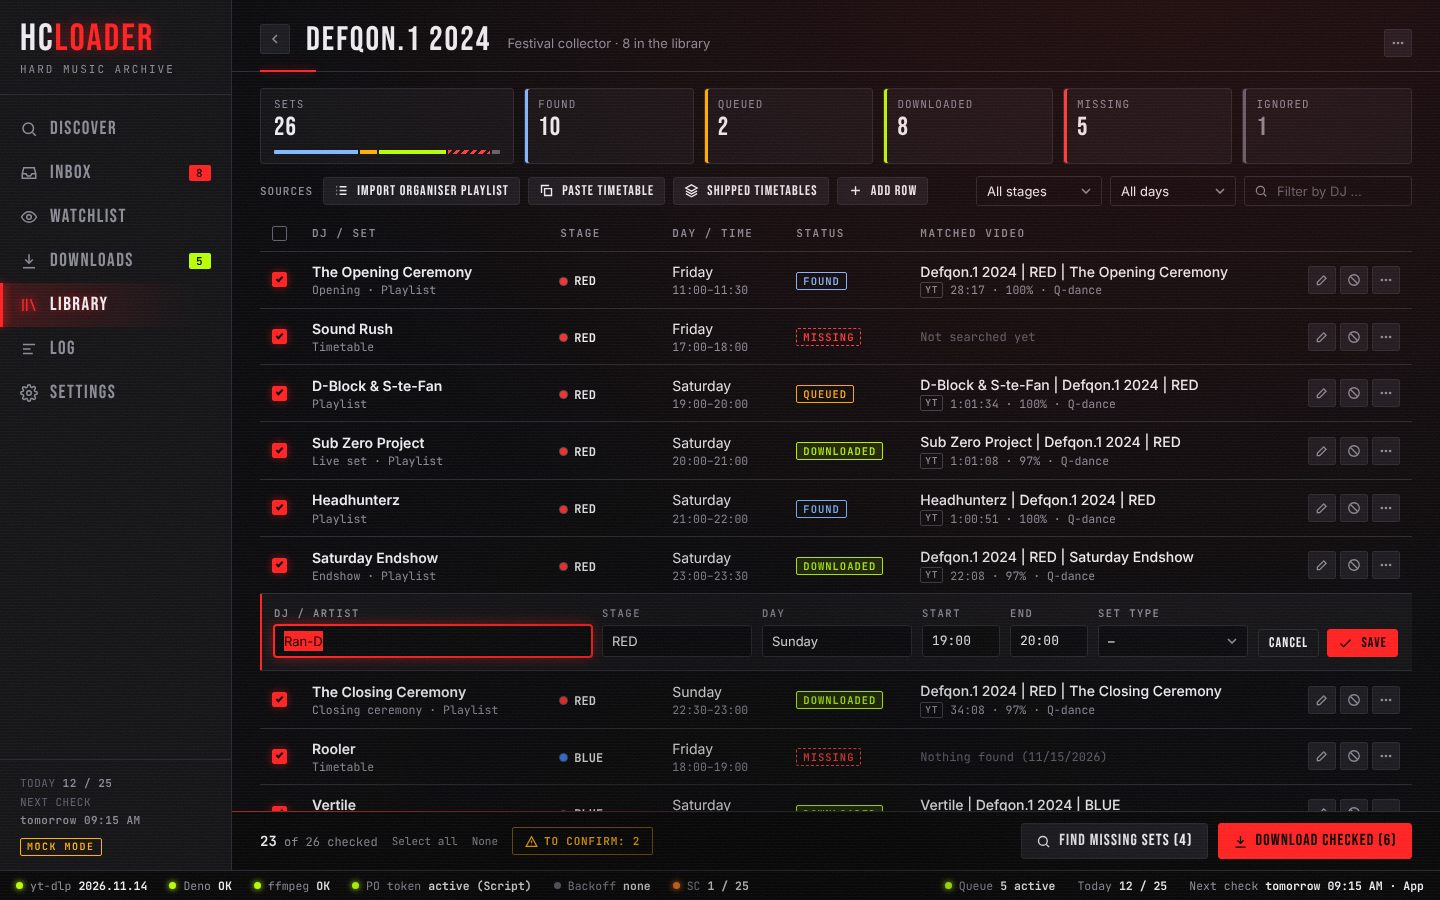 HCLOADER
HARD MUSIC ARCHIVE
DISCOVER
INBOX 8
WATCHLIST
DOWNLOADS 5
LIBRARY
LOG
SETTINGS
TODAY 12 / 25
NEXT CHECK
tomorrow 09:15 AM
MOCK MODE
DEFQON.1 2024 Festival collector · 8 in the library
SETS
26
FOUND
10
QUEUED
2
DOWNLOADED
8
MISSING
5
IGNORED
1
SOURCES IMPORT ORGANISER PLAYLIST PASTE TIMETABLE SHIPPED TIMETABLES ADD ROW All stages All days Filter by DJ ...
DJ / SET STAGE DAY / TIME STATUS MATCHED VIDEO
The Opening Ceremony
Opening · Playlist
RED
Friday
11:00–11:30
FOUND
Defqon.1 2024 | RED | The Opening Ceremony
YT 28:17 · 100% · Q-dance
Sound Rush
Timetable
RED
Friday
17:00–18:00
MISSING
Not searched yet
D-Block & S-te-Fan
Playlist
RED
Saturday
19:00–20:00
QUEUED
D-Block & S-te-Fan | Defqon.1 2024 | RED
YT 1:01:34 · 100% · Q-dance
Sub Zero Project
Live set · Playlist
RED
Saturday
20:00–21:00
DOWNLOADED
Sub Zero Project | Defqon.1 2024 | RED
YT 1:01:08 · 97% · Q-dance
Headhunterz
Playlist
RED
Saturday
21:00–22:00
FOUND
Headhunterz | Defqon.1 2024 | RED
YT 1:00:51 · 100% · Q-dance
Saturday Endshow
Endshow · Playlist
RED
Saturday
23:00–23:30
DOWNLOADED
Defqon.1 2024 | RED | Saturday Endshow
YT 22:08 · 97% · Q-dance
DJ / ARTIST STAGE DAY START END SET TYPE
Ran-D RED Sunday 19:00 20:00 – CANCEL SAVE
The Closing Ceremony
Closing ceremony · Playlist
RED
Sunday
22:30–23:00
DOWNLOADED
Defqon.1 2024 | RED | The Closing Ceremony
YT 34:08 · 97% · Q-dance
Rooler
Timetable
BLUE
Friday
18:00–19:00
MISSING
Nothing found (11/15/2026)
Vertile BLUE Saturday DOWNLOADED Vertile | Defqon.1 2024 | BLUE
23 of 26 checked Select all None TO CONFIRM: 2 FIND MISSING SETS (4) DOWNLOAD CHECKED (6)
yt-dlp 2026.11.14 Deno OK ffmpeg OK PO token active (Script) Backoff none SC 1 / 25 Queue 5 active Today 12 / 25 Next check tomorrow 09:15 AM · App